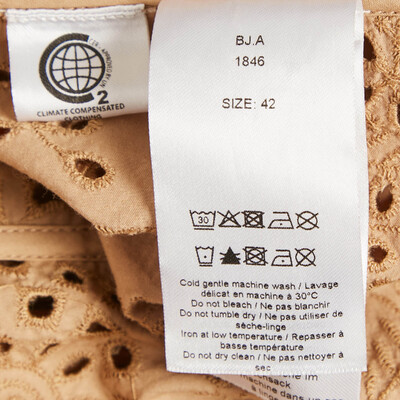 2
CLIMATE COMPENSATED
CLOTHING
BJ.A
1846
SIZE: 42
30
Cold gentle machine wash / Lavage
délicat en machine à 30°C
Do not bleach / Ne pas blanchir
Do not tumble dry / Ne pas utiliser de
sèche-linge
Iron at low temperature / Repasser à
basse température
Do not dry clean / Ne pas nettoyer à
sec